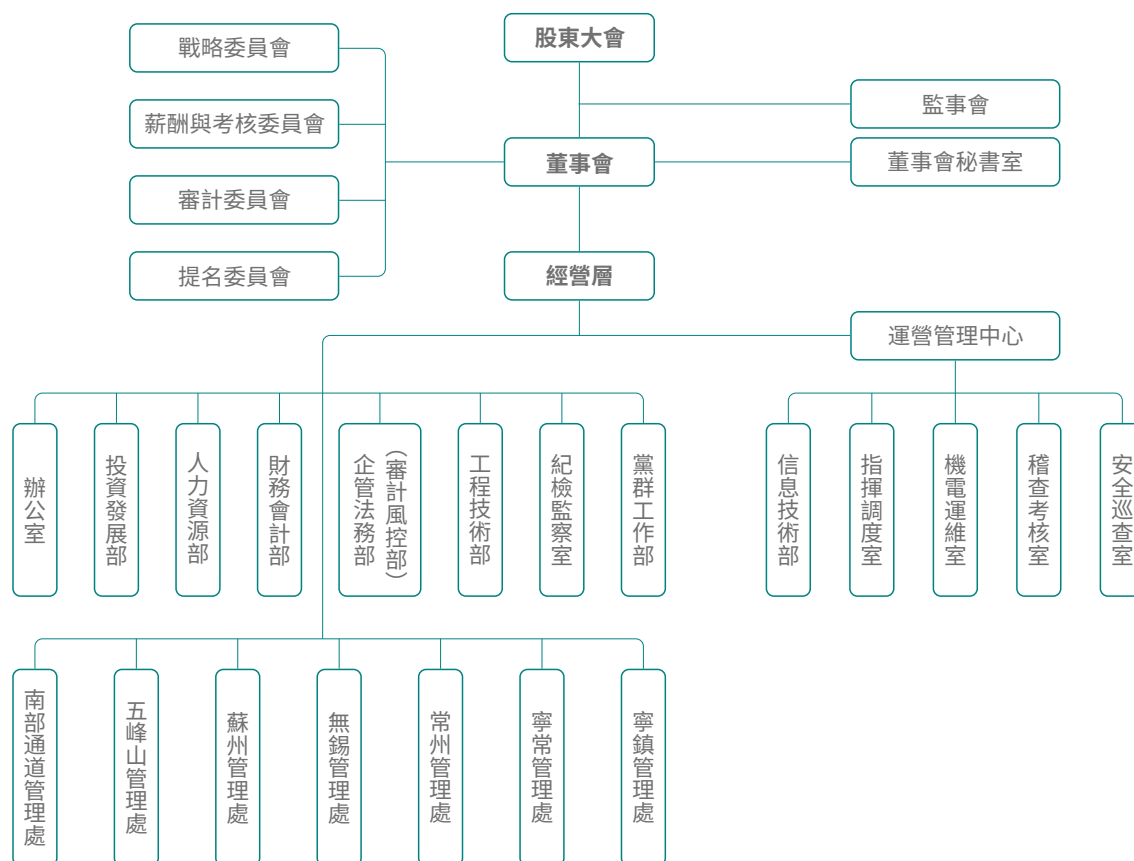 股東大會
戰略委員會
薪酬與考核委員會
審計委員會
提名委員會
監事會
董事會
董事會秘書室
經營層
運營管理中心
辦公室
投資發展部
人力資源部
財務會計部
企管法務部
（審計風控部）
工程技術部
紀檢監察室
黨群工作部
信息技術部
指揮調度室
機電運維室
稽查考核室
安全巡查室
南部通道管理處
五峰山管理處
蘇州管理處
無錫管理處
常州管理處
寧常管理處
寧鎮管理處